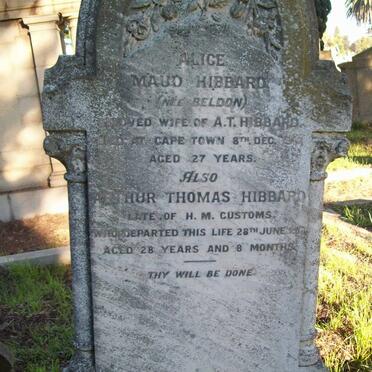 ALICE
MAUD HIBBARD
(NEE BELDON)
BELOVED WIFE OF A.T. HIBBARD
DIED AT CAPE TOWN 8TH DEC.
AGED 27 YEARS.
ALSO
ARTHUR THOMAS HIBBARD
LATE OF H. M. CUSTOMS,
WHO DEPARTED THIS LIFE 28TH JUNE
AGED 28 YEARS AND 8 MONTHS.
THY WILL BE DONE